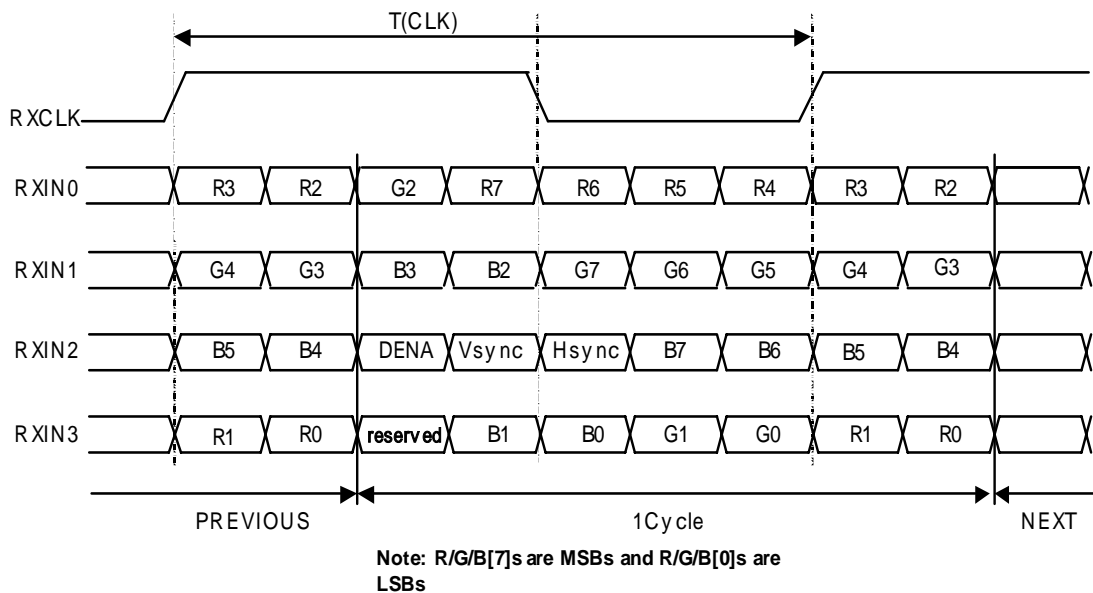 T(CLK)
RXCLK
RXIN0 R3 R2 G2 R7 R6 R5 R4 R3 R2
RXIN1 G4 G3 B3 B2 G7 G6 G5 G4 G3
RXIN2 B5 B4 DENA Vsync Hsync B7 B6 B5 B4
RXIN3 R1 R0 reserved B1 B0 G1 G0 R1 R0
PREVIOUS 1Cycle NEXT
Note: R/G/B[7]s are MSBs and R/G/B[0]s are
LSBs